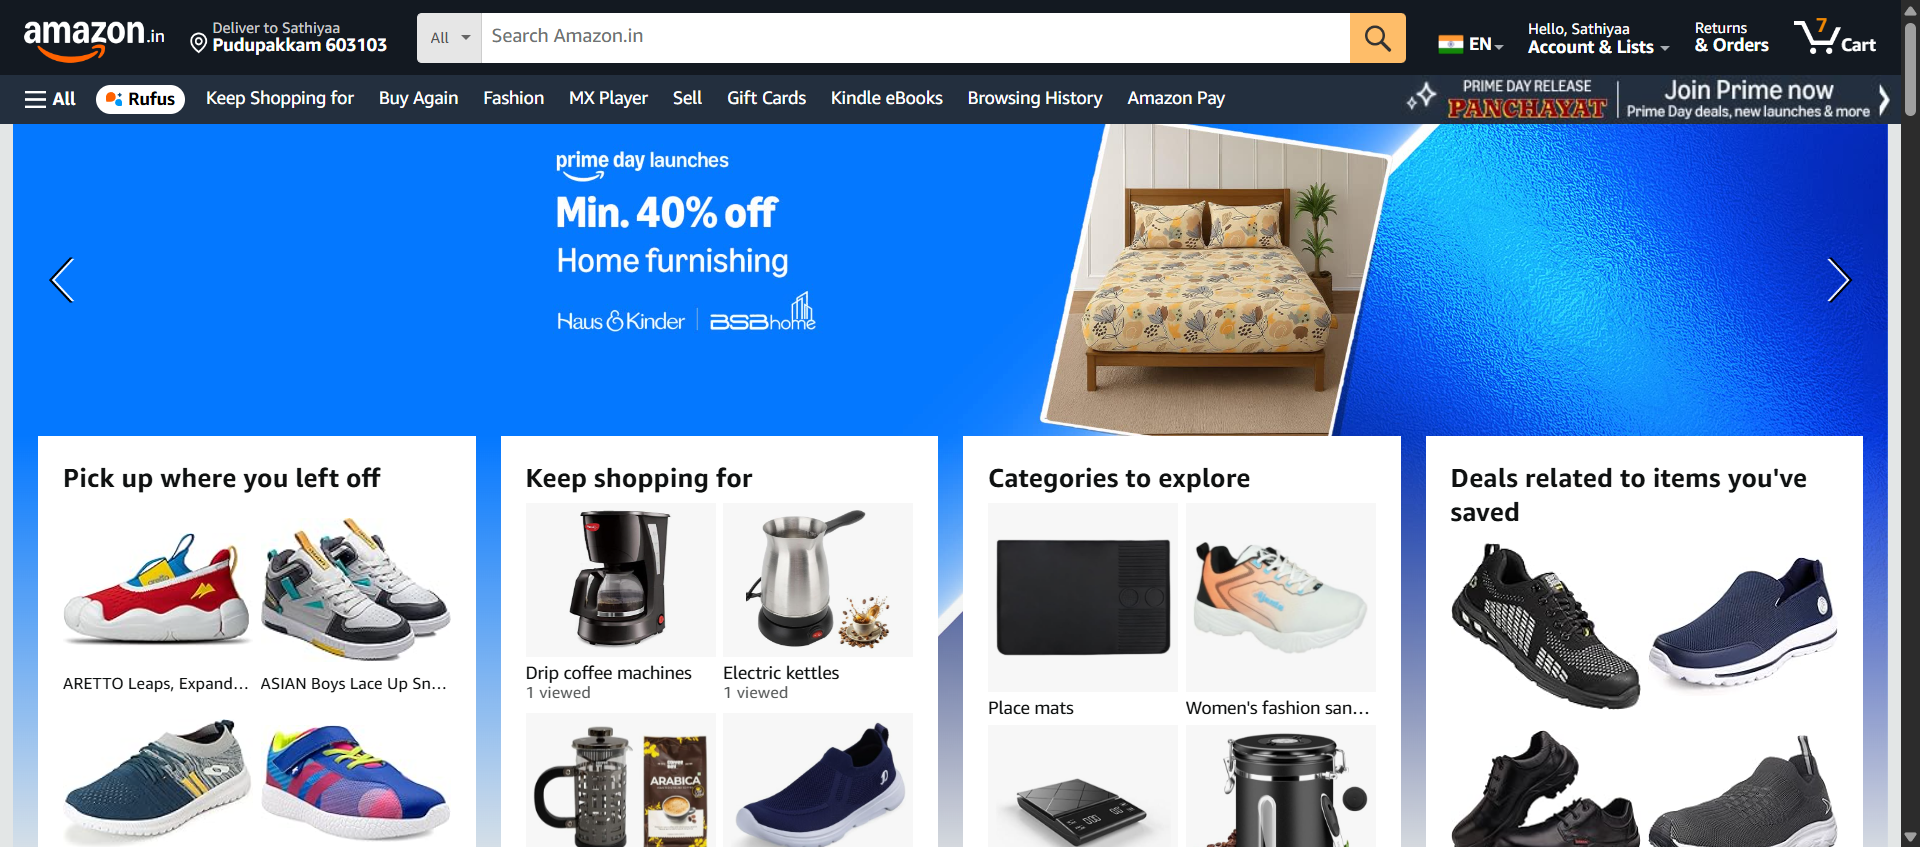 amazon.in
Deliver to Sathiyaa
Pudupakkam 603103
All
Search Amazon.in
EN
Hello, Sathiyaa
Account & Lists
Returns
& Orders
7
Cart
All
Rufus
Keep Shopping for
Buy Again
Fashion
MX Player
Sell
Gift Cards
Kindle eBooks
Browsing History
Amazon Pay
PRIME DAY RELEASE
PANCHAYAT
Join Prime now
Prime Day deals, new launches & more
prime day launches
Min. 40% off
Home furnishing
Haus & Kinder
BSB home
Pick up where you left off
ARETTO Leaps, Expand...
ASIAN Boys Lace Up Sn...
Keep shopping for
Drip coffee machines
1 viewed
Electric kettles
1 viewed
ARABICA
Categories to explore
Place mats
Women's fashion san...
Deals related to items you've
saved